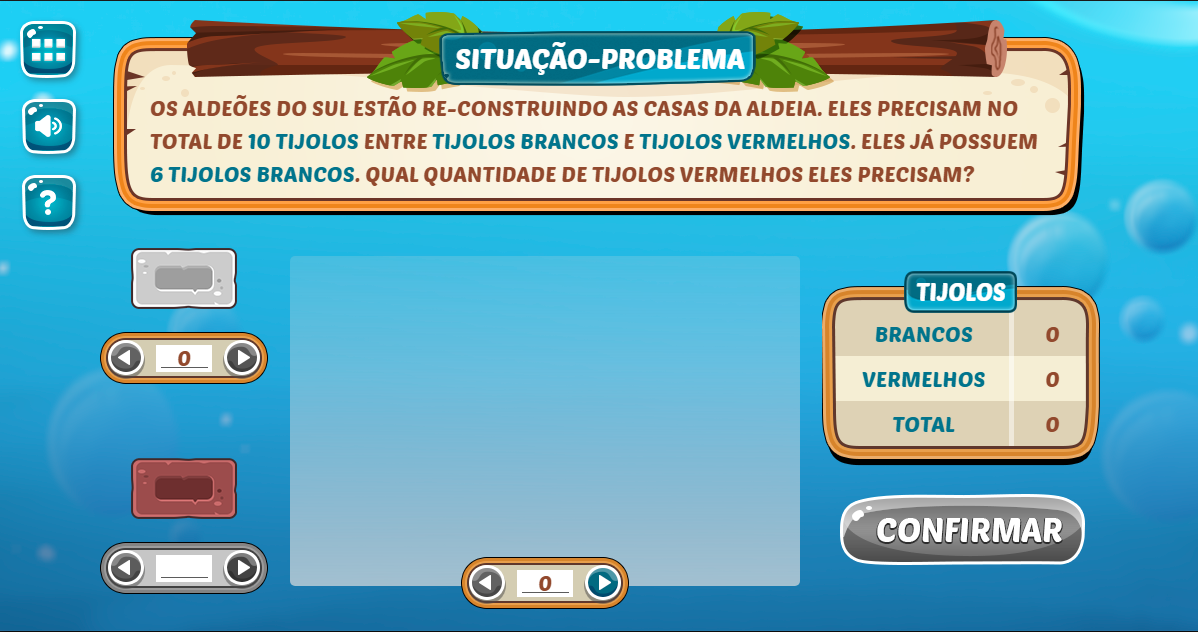 SITUAÇÃO-PROBLEMA
OS ALDEÕES DO SUL ESTÃO RE-CONSTRUINDO AS CASAS DA ALDEIA. ELES PRECISAM NO
TOTAL DE 10 TIJOLOS ENTRE TIJOLOS BRANCOS E TIJOLOS VERMELHOS. ELES JÁ POSSUEM
6 TIJOLOS BRANCOS. QUAL QUANTIDADE DE TIJOLOS VERMELHOS ELES PRECISAM?
?
0
0
TIJOLOS
BRANCOS 0
VERMELHOS 0
TOTAL 0
CONFIRMAR